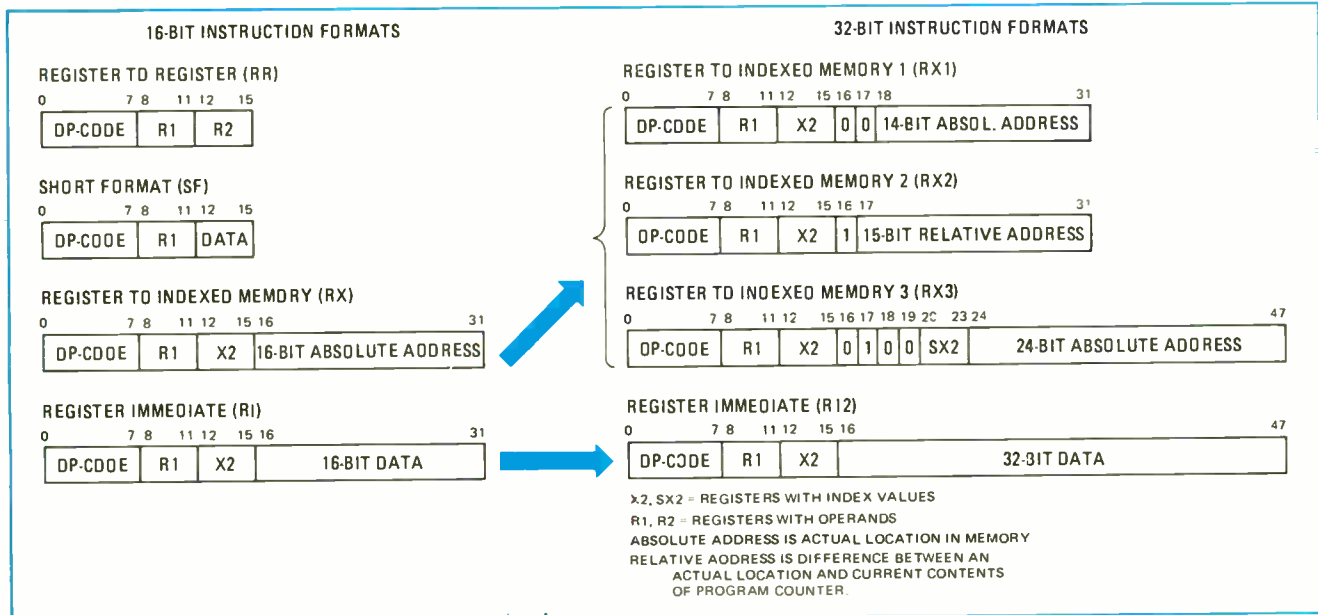 16-BIT INSTRUCTION FORMATS
REGISTER TO REGISTER (RR)
0 7 8 11 12 15
OP-CODE R1 R2
SHORT FORMAT (SF)
0 7 8 11 12 15
OP-CODE R1 DATA
REGISTER TO INDEXED MEMORY (RX)
0 7 8 11 12 15 16 31
OP-CODE R1 X2 16-BIT ABSOLUTE ADDRESS
REGISTER IMMEDIATE (RI)
0 7 8 11 12 15 16 31
OP-CODE R1 X2 16-BIT DATA
32-BIT INSTRUCTION FORMATS
REGISTER TO INDEXED MEMORY 1 (RX1)
0 7 8 11 12 15 16 17 18 31
OP-CODE R1 X2 0 0 14-BIT ABSOL. ADDRESS
REGISTER TO INDEXED MEMORY 2 (RX2)
0 7 8 11 12 15 16 17 31
OP-CODE R1 X2 1 15-BIT RELATIVE ADDRESS
REGISTER TO INDEXED MEMORY 3 (RX3)
0 7 8 11 12 15 16 17 18 19 20 23 24 47
OP-CODE R1 X2 0 1 0 0 SX2 24-BIT ABSOLUTE ADDRESS
REGISTER IMMEDIATE (R12)
0 7 8 11 12 15 16 47
OP-CODE R1 X2 32-BIT DATA
X2, SX2 = REGISTERS WITH INDEX VALUES
R1, R2 = REGISTERS WITH OPERANDS
ABSOLUTE ADDRESS IS ACTUAL LOCATION IN MEMORY
RELATIVE ADDRESS IS DIFFERENCE BETWEEN AN
ACTUAL LOCATION AND CURRENT CONTENTS
OF PROGRAM COUNTER.